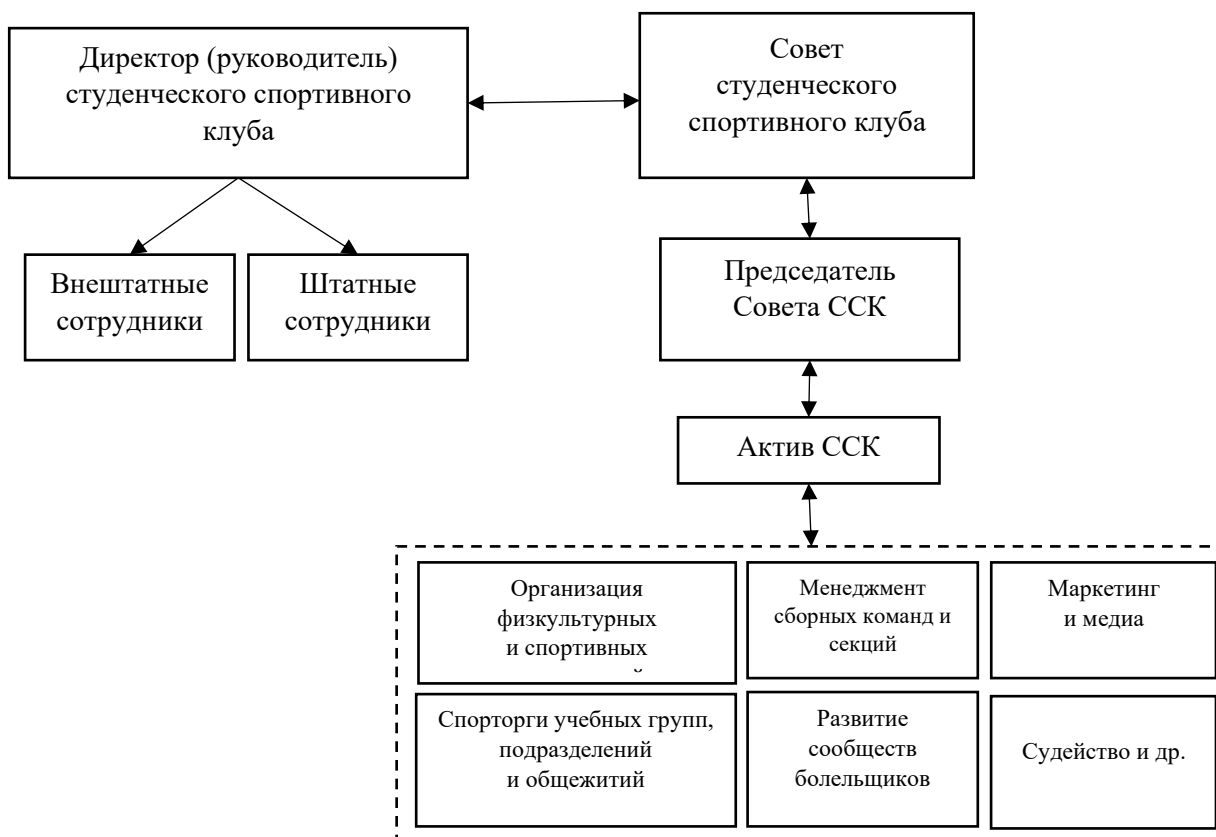 Директор (руководитель)
студенческого спортивного
клуба
Совет
студенческого
спортивного клуба
Внештатные
сотрудники
Штатные
сотрудники
Председатель
Совета ССК
Актив ССК
Организация
физкультурных
и спортивных
Менеджмент
сборных команд и
секций
Маркетинг
и медиа
Спорторги учебных групп,
подразделений
и общежитий
Развитие
сообществ
болельщиков
Судейство и др.